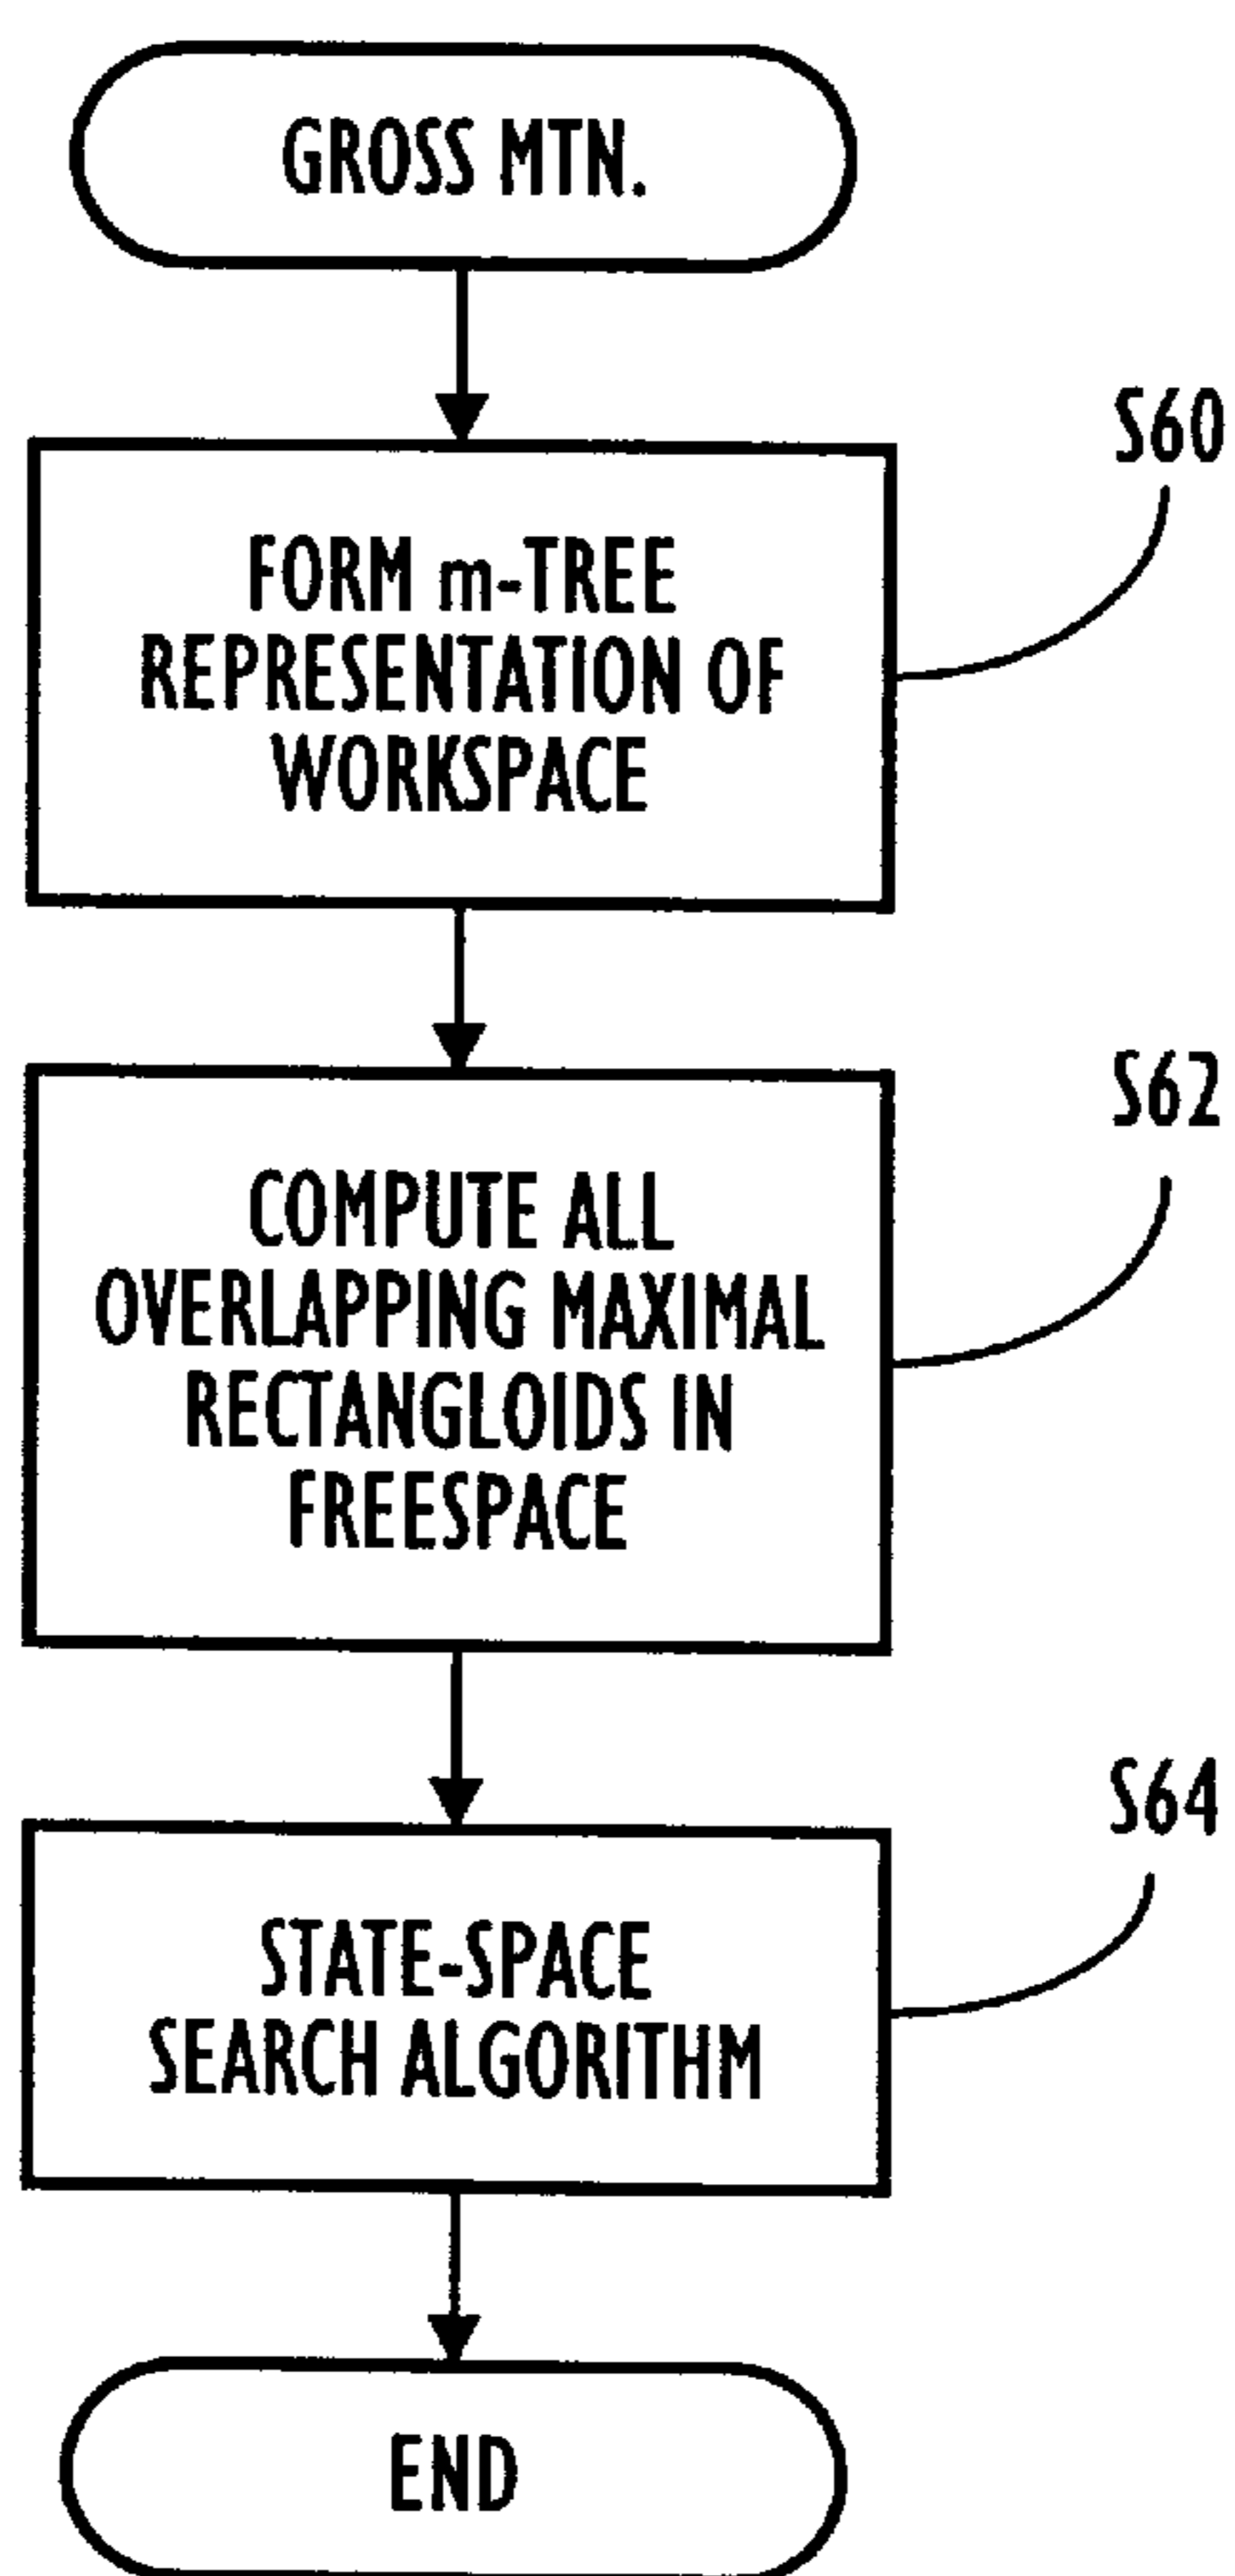 GROSS MTN.
S60
FORM m-TREE
REPRESENTATION OF
WORKSPACE
S62
COMPUTE ALL
OVERLAPPING MAXIMAL
RECTANGLOIDS IN
FREESPACE
S64
STATE-SPACE
SEARCH ALGORITHM
END